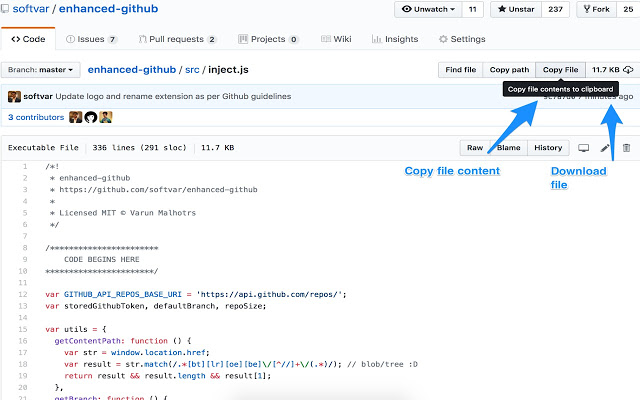 softvar / enhanced-github
Unwatch 11 Unstar 237 Fork 25
Code Issues 7 Pull requests 2 Projects 0 Wiki Insights Settings
Branch: master enhanced-github / src / inject.js
Find file Copy path Copy File 11.7 KB
Copy file contents to clipboard
softvar Update logo and rename extension as per Github guidelines
minutes ago
3 contributors
Executable File 336 lines (291 sloc) 11.7 KB
Raw Blame History
Copy file content
Download file
1 /*!
2 * enhanced-github
3 * https://github.com/softvar/enhanced-github
4 *
5 * Licensed MIT © Varun Malhotrs
6 */
7
8 /***********************
9 CODE BEGINS HERE
10 ***********************/
11
12 var GITHUB_API_REPOS_BASE_URI = 'https://api.github.com/repos/';
13 var storedGithubToken, defaultBranch, repoSize;
14
15 var utils = {
16 getContentPath: function () {
17 var str = window.location.href;
18 var result = str.match(/.*[bt][lr][oe][be]\/[^//]+\/(.*)/); // blob/tree :D
19 return result && result.length && result[1];
20 },
21 getBranch: function () {